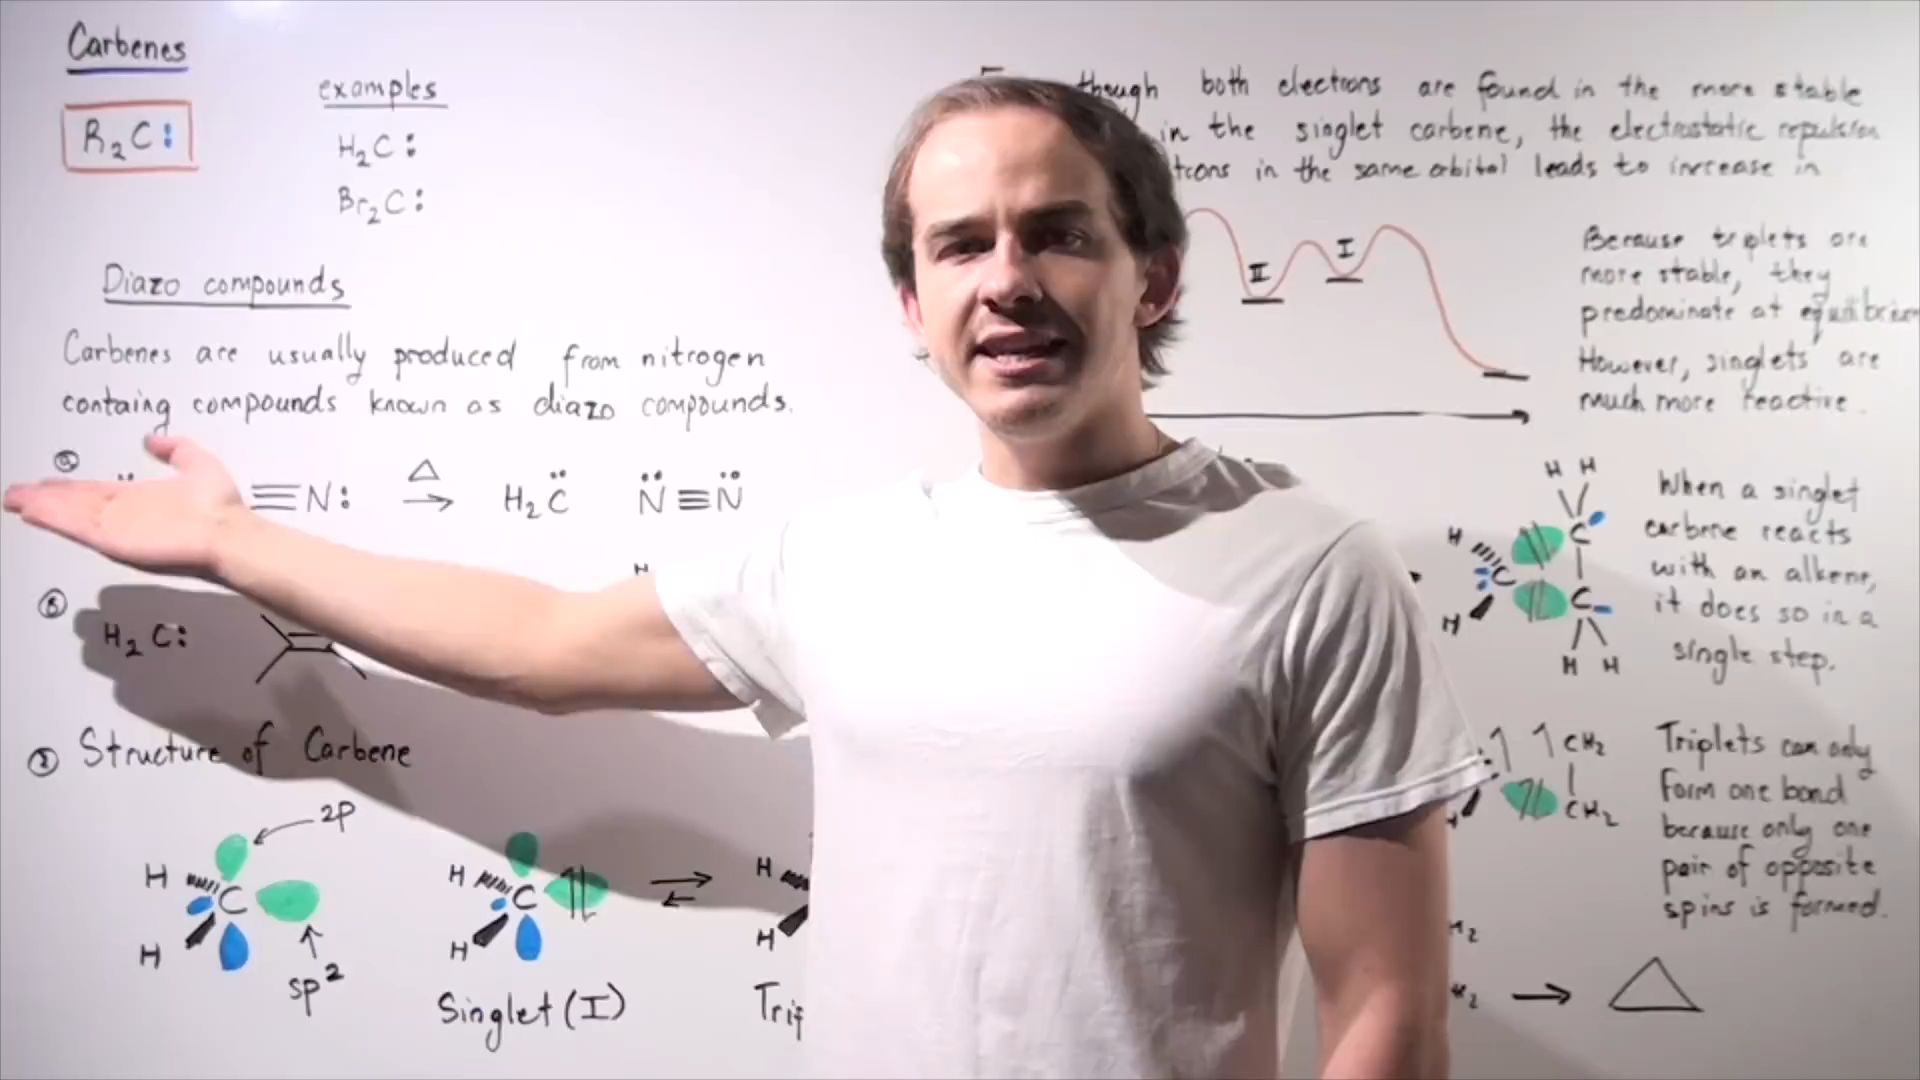 Carbenes
R₂C:
examples
H₂C:
Br₂C:
Diazo compounds
Carbenes are usually produced from nitrogen
containg compounds known as diazo compounds.
≡N: △→ H₂C̈ N̈≡N̈
H
H₂C:
Structure of Carbene
2p
H
C
H
sp²
H
C
H
Singlet (I)
H
H
though both electrons are found in the more stable
in the singlet carbene, the electrostatic repulsion
in the same orbital leads to increase in
II
I
Because triplets are
more stable, they
predominate at
However, singlets are
much more reactive.
H H
C
H
C
C
H
H H
When a singlet
carbene reacts
with an alkene,
it does so in a
single step.
CH₂
CH₂
Triplets can only
form one bond
because only one
pair of opposite
spins is formed.
→